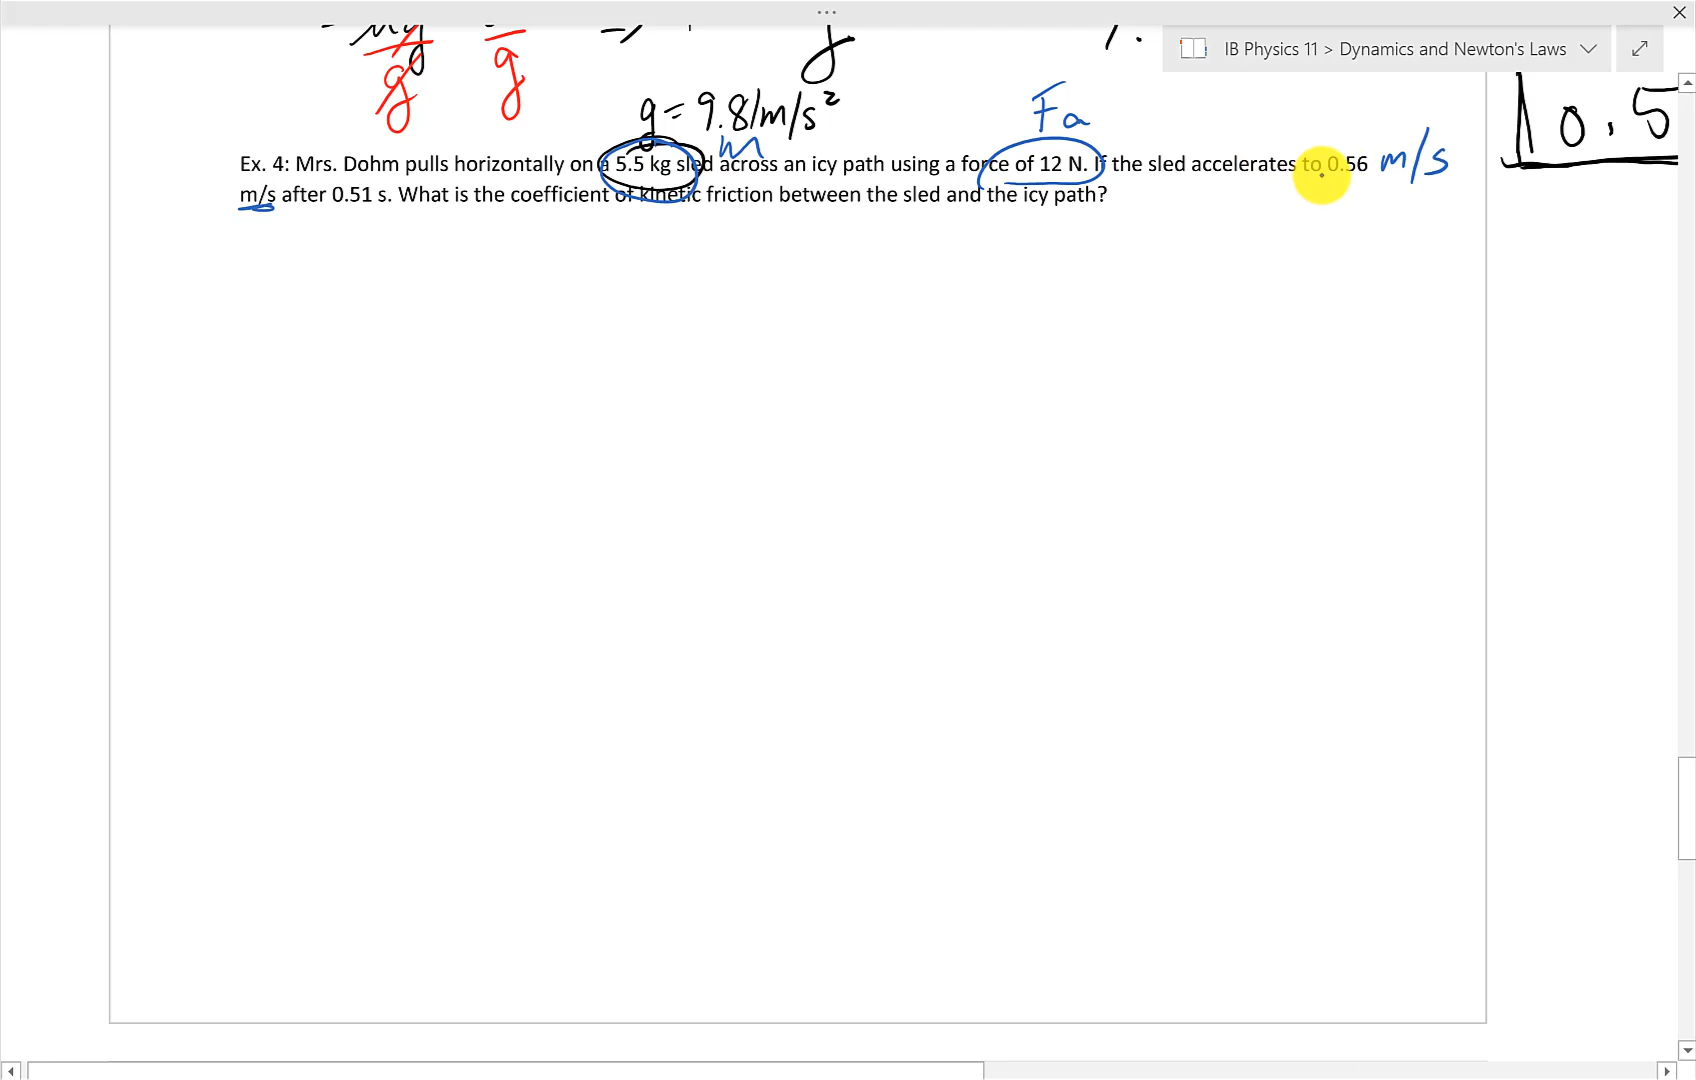 IB Physics 11 > Dynamics and Newton's Laws
g
g
10.5
g = 9.81m/s²
Fa
m
Ex. 4: Mrs. Dohm pulls horizontally on a 5.5 kg sled across an icy path using a force of 12 N. If the sled accelerates to 0.56 m/s
m/s after 0.51 s. What is the coefficient of kinetic friction between the sled and the icy path?